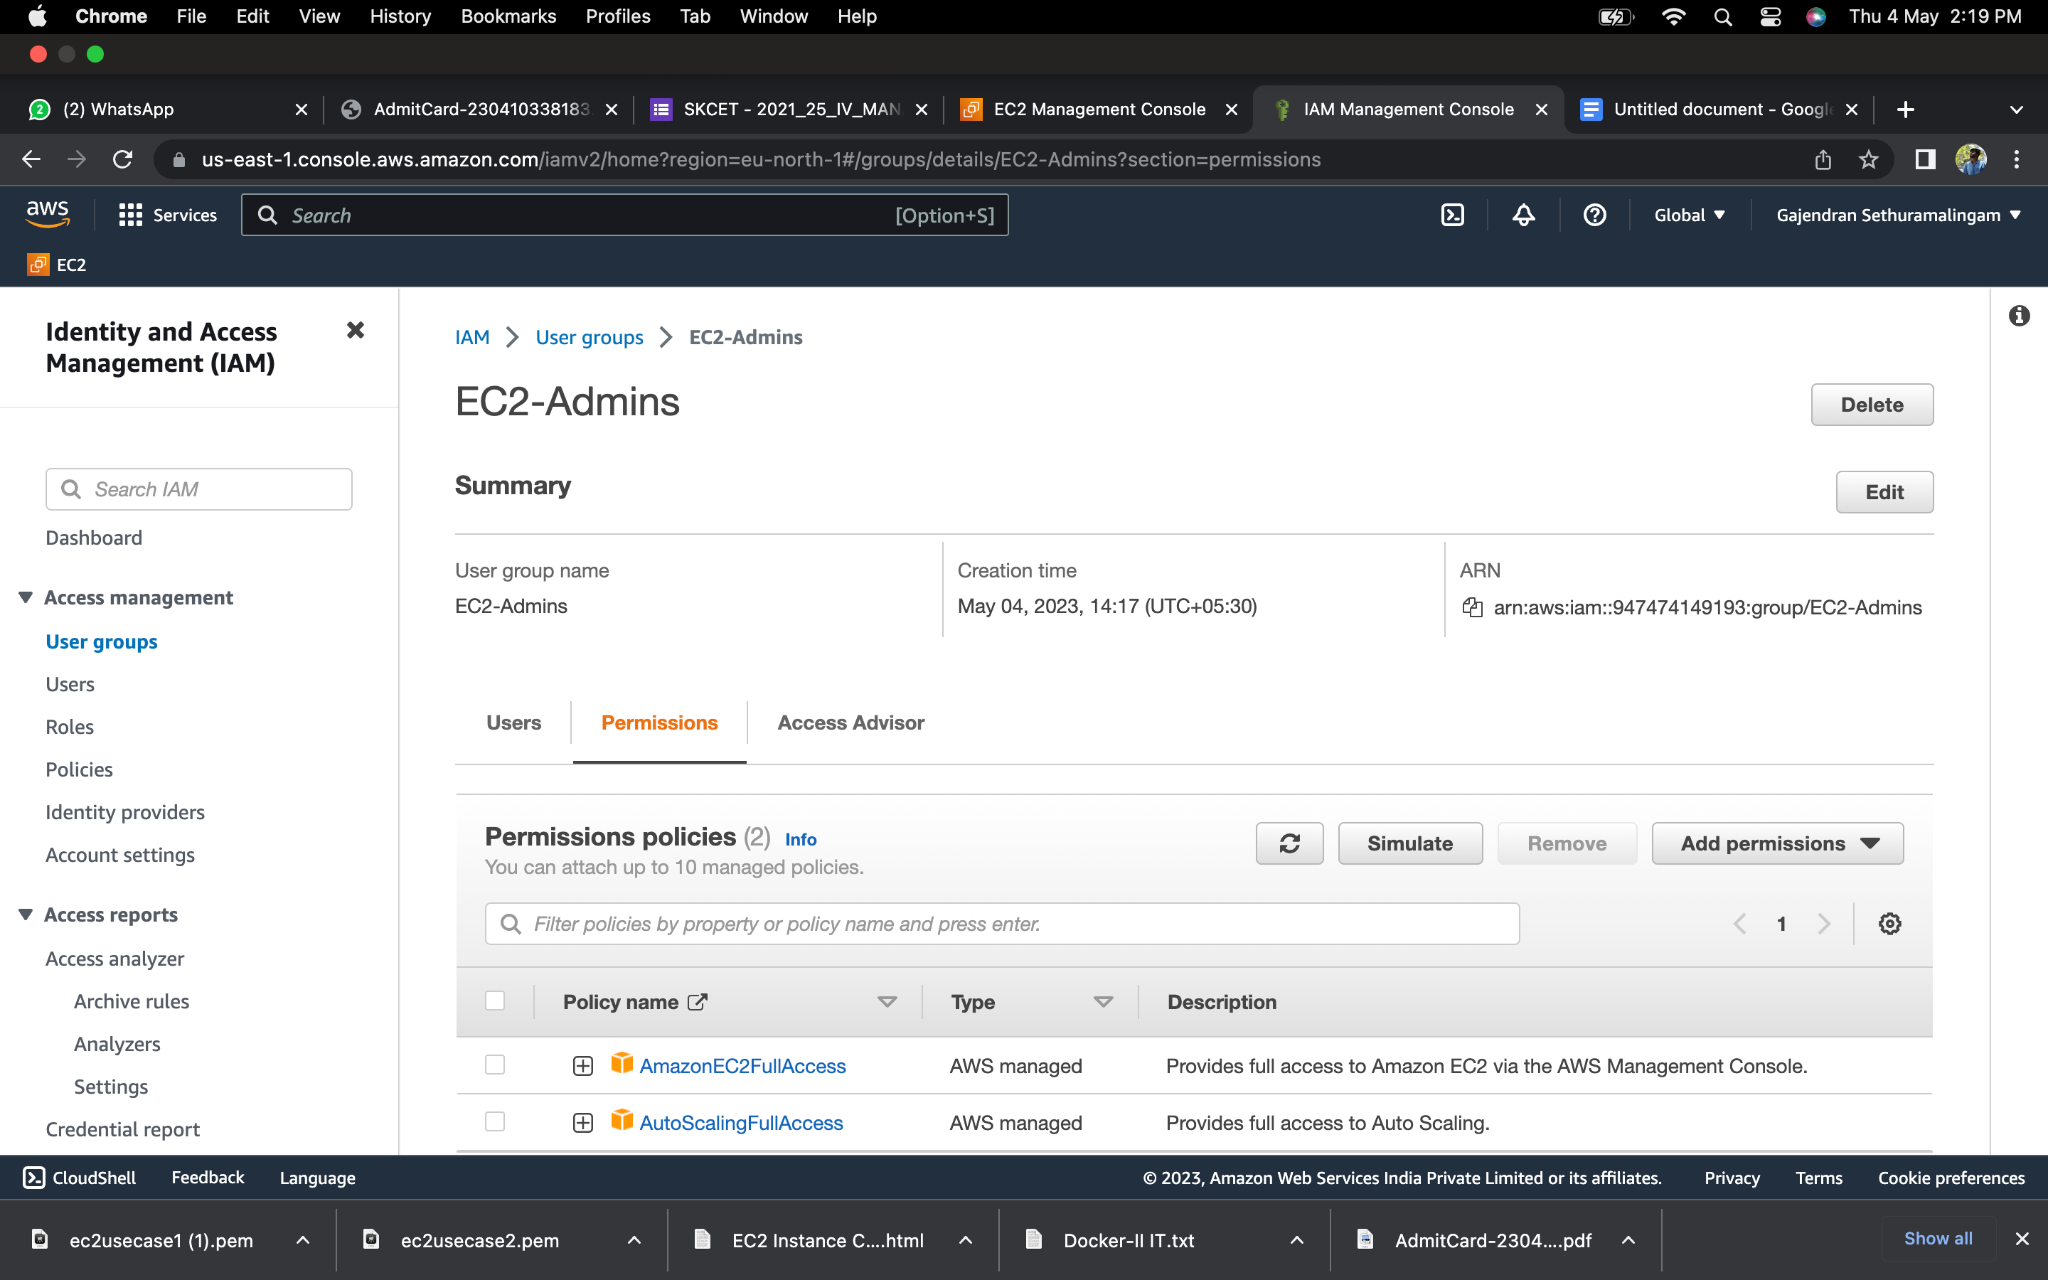 Chrome File Edit View History Bookmarks Profiles Tab Window Help Thu 4 May 2:19 PM
2 (2) WhatsApp AdmitCard-230410338183 SKCET - 2021_25_IV_MAN EC2 Management Console IAM Management Console Untitled document - Google
us-east-1.console.aws.amazon.com/iamv2/home?region=eu-north-1#/groups/details/EC2-Admins?section=permissions
aws Services Search [Option+S] Global Gajendran Sethuramalingam
EC2
Identity and Access
Management (IAM)
Search IAM
Dashboard
Access management
User groups
Users
Roles
Policies
Identity providers
Account settings
Access reports
Access analyzer
Archive rules
Analyzers
Settings
Credential report
IAM User groups EC2-Admins
EC2-Admins
Delete
Summary
Edit
User group name
EC2-Admins
Creation time
May 04, 2023, 14:17 (UTC+05:30)
ARN
arn:aws:iam::947474149193:group/EC2-Admins
Users Permissions Access Advisor
Permissions policies (2) Info
You can attach up to 10 managed policies.
Simulate Remove Add permissions
Filter policies by property or policy name and press enter.
1
Policy name Type Description
AmazonEC2FullAccess AWS managed Provides full access to Amazon EC2 via the AWS Management Console.
AutoScalingFullAccess AWS managed Provides full access to Auto Scaling.
CloudShell Feedback Language © 2023, Amazon Web Services India Private Limited or its affiliates. Privacy Terms Cookie preferences
ec2usecase1 (1).pem ec2usecase2.pem EC2 Instance C....html Docker-II IT.txt AdmitCard-2304....pdf Show all